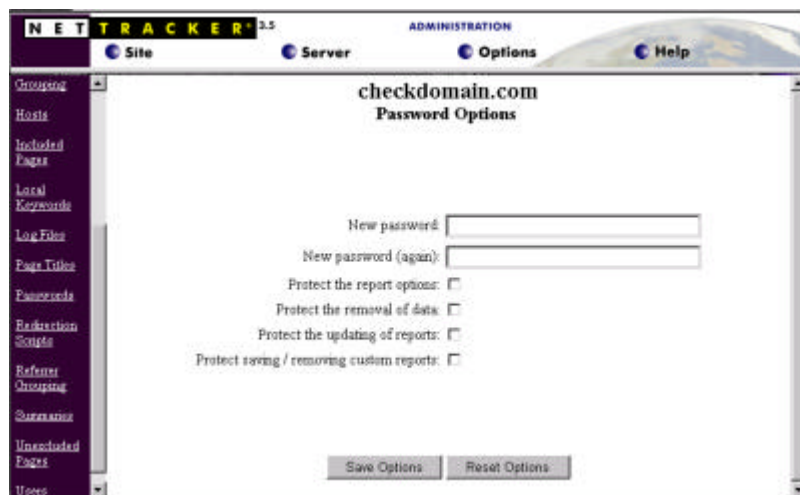 NET TRACKER® 3.5
ADMINISTRATION
Site
Server
Options
Help
Grouping
Hosts
Included
Pages
Local
Keywords
Log Files
Page Titles
Passwords
Redirection
Scripts
Referrer
Grouping
Summaries
Unexcluded
Pages
Users
checkdomain.com
Password Options
New password:
New password (again):
Protect the report options:
Protect the removal of data:
Protect the updating of reports:
Protect saving / removing custom reports:
Save Options
Reset Options